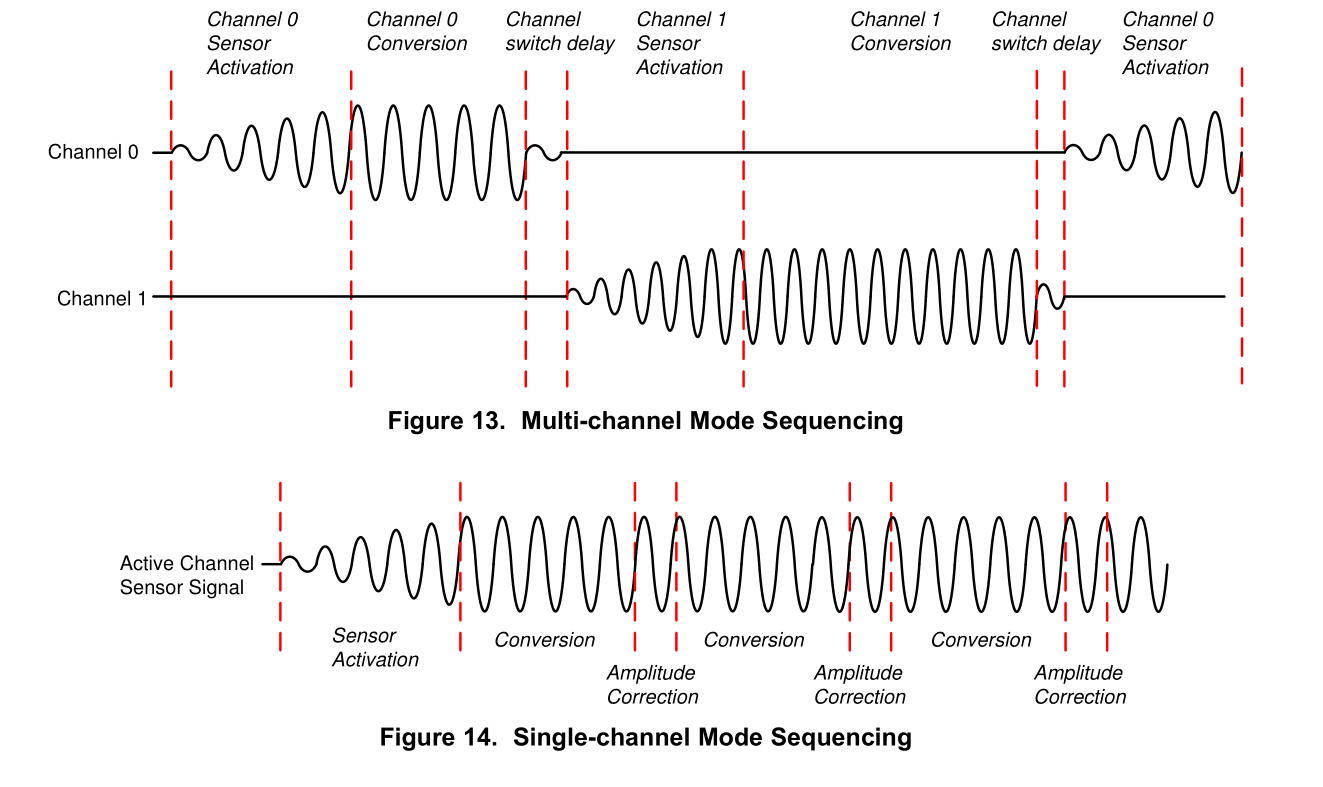 Channel 0
Sensor
Activation
Channel 0
Conversion
Channel
switch delay
Channel 1
Sensor
Activation
Channel 1
Conversion
Channel
switch delay
Channel 0
Sensor
Activation
Channel 0
Channel 1
Figure 13. Multi-channel Mode Sequencing
Active Channel
Sensor Signal
Sensor
Activation
Conversion
Amplitude
Correction
Conversion
Amplitude
Correction
Conversion
Amplitude
Correction
Figure 14. Single-channel Mode Sequencing